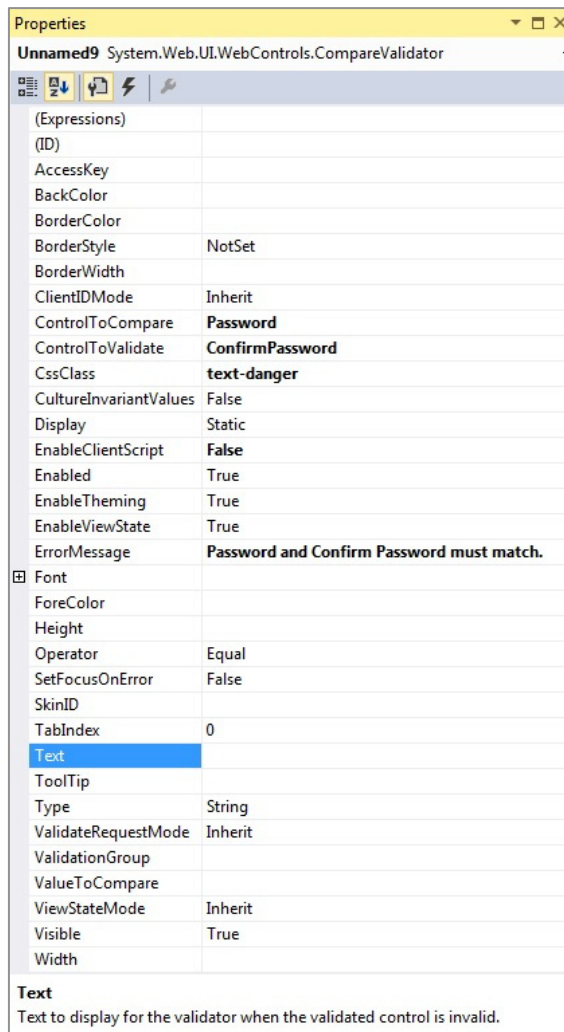 Properties
Unnamed9 System.Web.UI.WebControls.CompareValidator
(Expressions)
(ID)
AccessKey
BackColor
BorderColor
BorderStyle NotSet
BorderWidth
ClientIDMode Inherit
ControlToCompare Password
ControlToValidate ConfirmPassword
CssClass text-danger
CultureInvariantValues False
Display Static
EnableClientScript False
Enabled True
EnableTheming True
EnableViewState True
ErrorMessage Password and Confirm Password must match.
Font
ForeColor
Height
Operator Equal
SetFocusOnError False
SkinID
TabIndex 0
Text
ToolTip
Type String
ValidateRequestMode Inherit
ValidationGroup
ValueToCompare
ViewStateMode Inherit
Visible True
Width
Text
Text to display for the validator when the validated control is invalid.